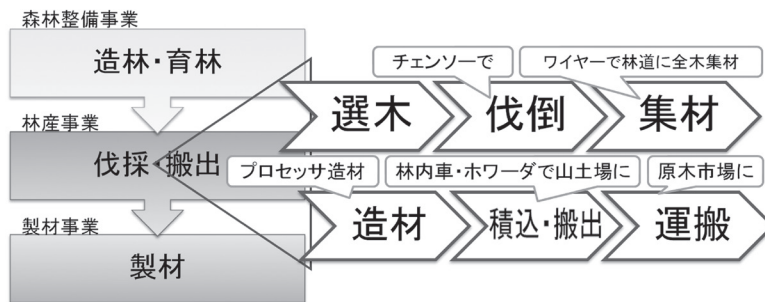 森林整備事業
造林・育林
林産事業
伐採・搬出
製材事業
製材
チェンソーで
ワイヤーで林道に全木集材
選木
伐倒
集材
プロセッサ造材
林内車・ホワーダで山土場に
原木市場に
造材
積込・搬出
運搬